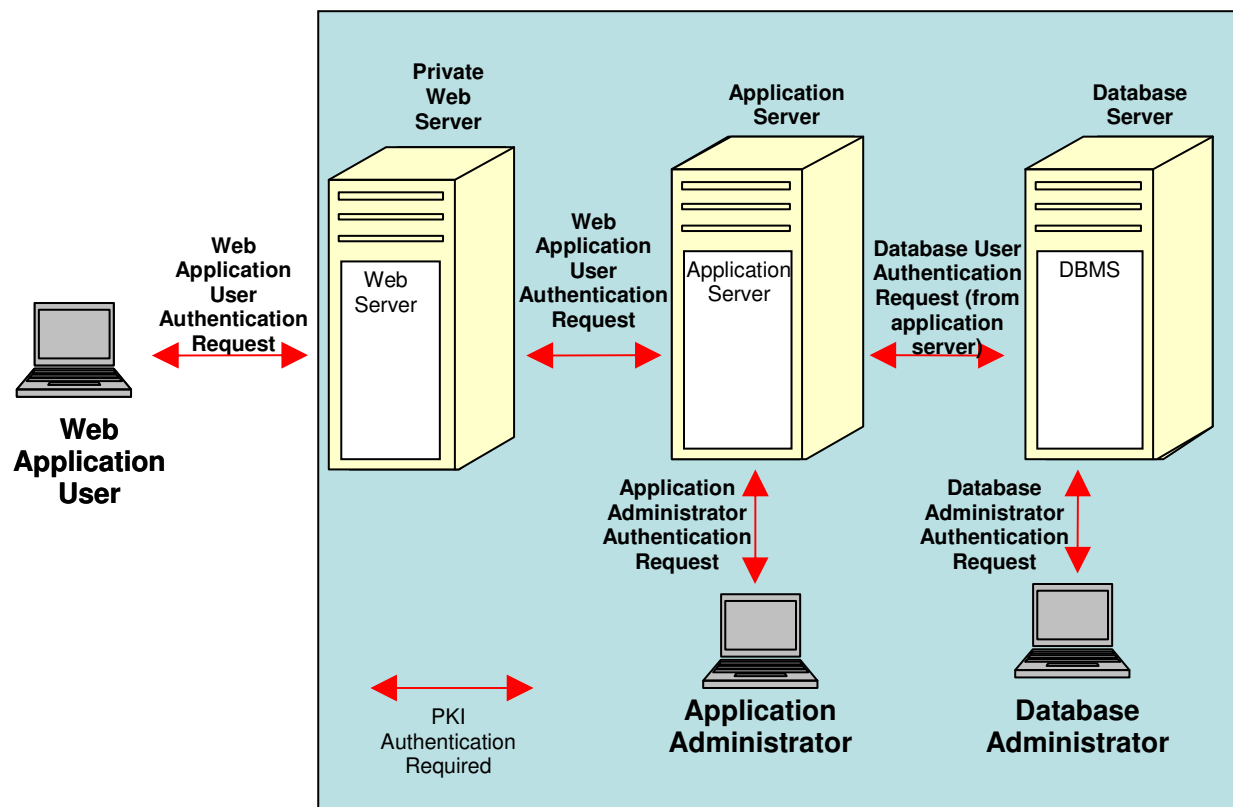 Private
Web
Server
Application
Server
Database
Server
Web
Application
User
Authentication
Request
Web
Server
Web
Application
User
Authentication
Request
Application
Server
Database User
Authentication
Request (from
application
server)
DBMS
Web
Application
User
Application
Administrator
Authentication
Request
Database
Administrator
Authentication
Request
PKI
Authentication
Required
Application
Administrator
Database
Administrator